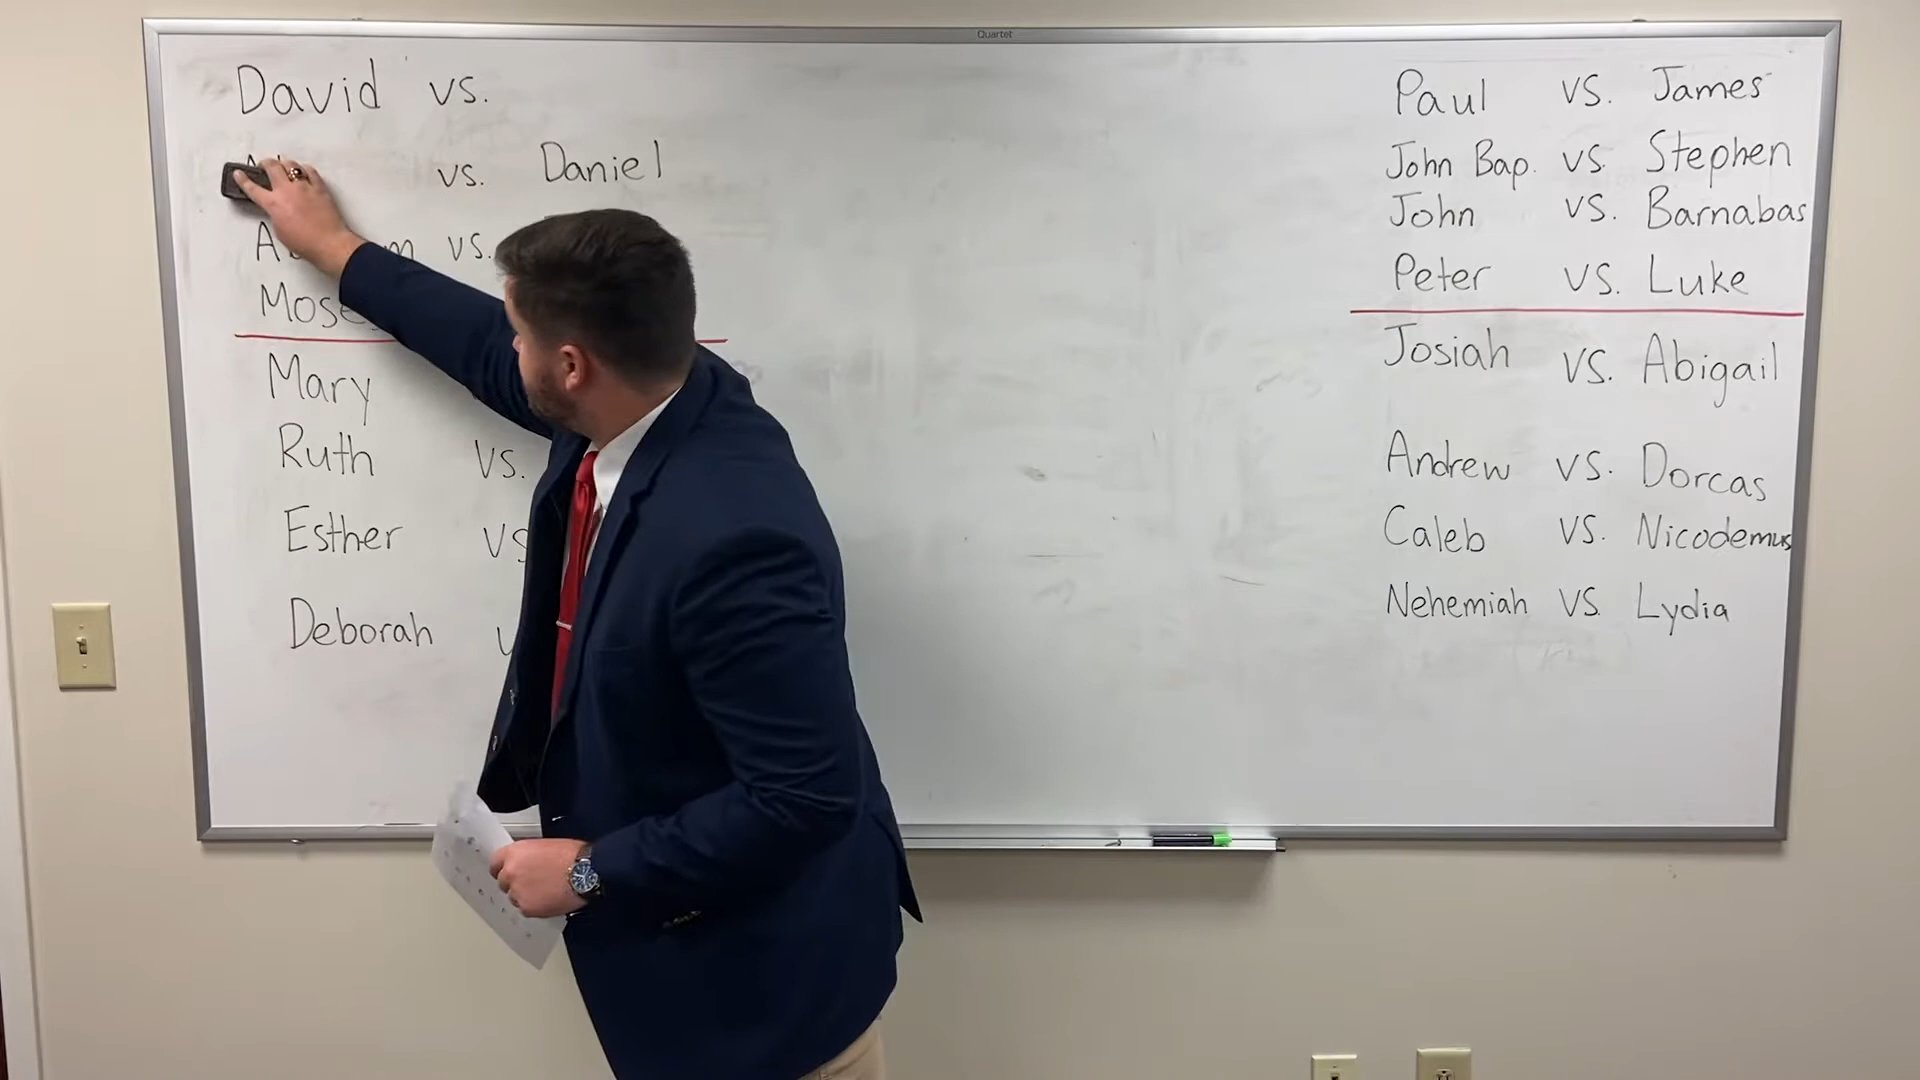 Quartet
David vs.
vs. Daniel
vs.
Mary
Ruth vs.
Esther vs
Deborah
Paul vs. James
John Bap. vs. Stephen
John vs. Barnabas
Peter vs. Luke
Josiah vs. Abigail
Andrew vs. Dorcas
Caleb vs. Nicodemus
Nehemiah vs. Lydia